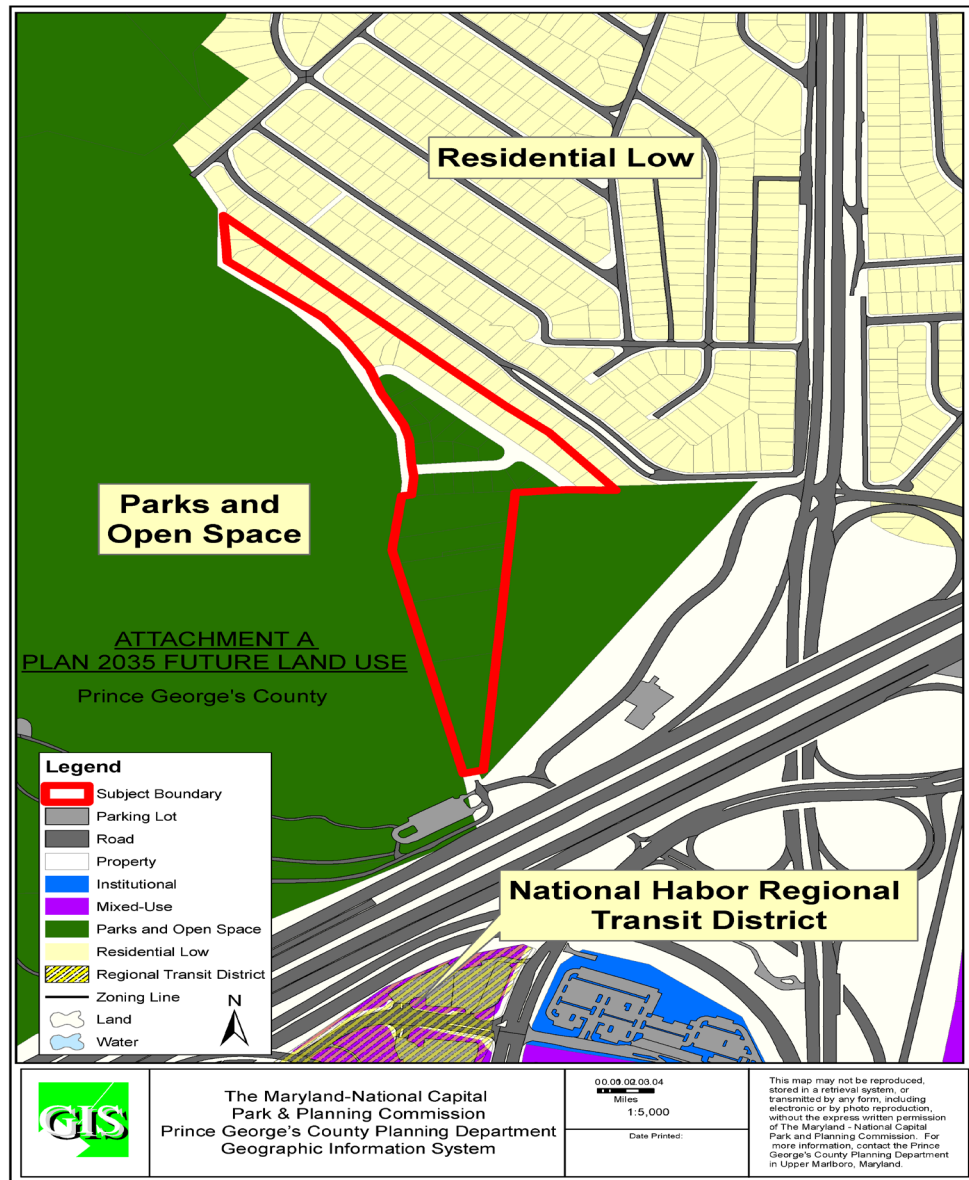 Residential Low
Parks and
Open Space
ATTACHMENT A
PLAN 2035 FUTURE LAND USE
Prince George's County
National Habor Regional
Transit District
Legend
Subject Boundary
Parking Lot
Road
Property
Institutional
Mixed-Use
Parks and Open Space
Residential Low
Regional Transit District
Zoning Line
Land
Water
N
GIS
The Maryland-National Capital
Park & Planning Commission
Prince George's County Planning Department
Geographic Information System
00.01.02.03.04
Miles
1:5,000
Date Printed:
This map may not be reproduced,
stored in a retrieval system, or
transmitted by any form, including
electronic or by photo reproduction,
without the express written permission
of The Maryland - National Capital
Park and Planning Commission. For
more information, contact the Prince
George's County Planning Department
in Upper Marlboro, Maryland.